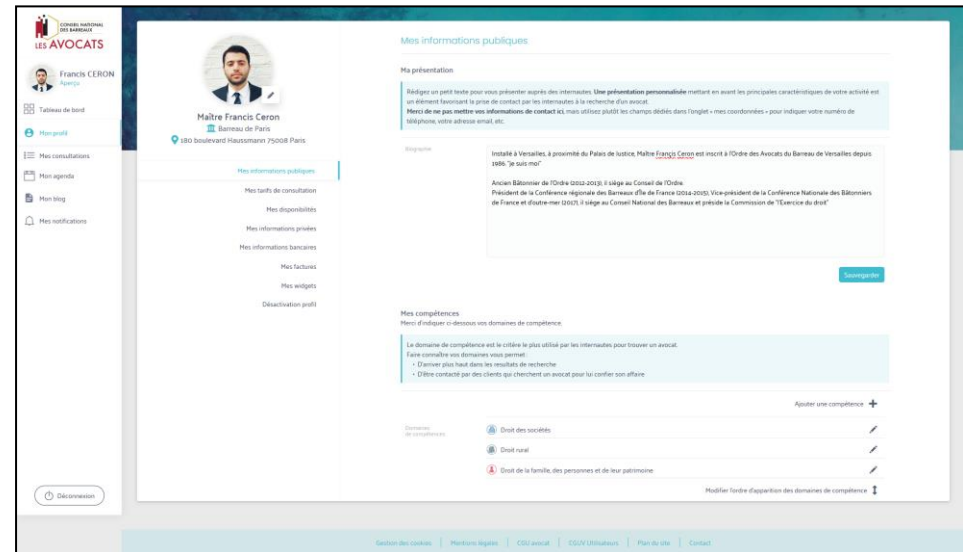 CONSEIL NATIONAL
DES BARREAUX
LES AVOCATS
Francis CERON
Aperçu
Tableau de bord
Mon profil
Mes consultations
Mon agenda
Mon blog
Mes notifications
Déconnexion
Maître Francis Ceron
Barreau de Paris
180 boulevard Haussmann 75008 Paris
Mes informations publiques
Mes tarifs de consultation
Mes disponibilités
Mes informations privées
Mes informations bancaires
Mes factures
Mes widgets
Désactivation profil
Mes informations publiques
Ma présentation
Rédigez un petit texte pour vous présenter auprès des internautes. Une présentation personnalisée mettant en avant les principales caractéristiques de votre activité est
un élément favorisant la prise de contact par les internautes à la recherche d'un avocat.
Merci de ne pas mettre vos informations de contact ici, mais utilisez plutôt les champs dédiés dans l'onglet « mes coordonnées » pour indiquer votre numéro de
téléphone, votre adresse email, etc.
Biographie
Installé à Versailles, à proximité du Palais de Justice, Maître Françis Ceron est inscrit à l'Ordre des Avocats du Barreau de Versailles depuis
1986. "je suis moi"
Ancien Bâtonnier de l'Ordre (2012-2013), il siège au Conseil de l'Ordre.
Président de la Conférence régionale des Barreaux d'Île de France (2014-2015), Vice-président de la Conférence Nationale des Bâtonniers
de France et d'outre-mer (2017), il siège au Conseil National des Barreaux et préside la Commission de "l'Exercice du droit"
Sauvegarder
Mes compétences
Merci d'indiquer ci-dessous vos domaines de compétence.
Le domaine de compétence est le critère le plus utilisé par les internautes pour trouver un avocat.
Faire connaître vos domaines vous permet :
• D'arriver plus haut dans les resultats de recherche
• D'être contacté par des clients qui cherchent un avocat pour lui confier son affaire
Ajouter une compétence
Domaines
de compétences
Droit des sociétés
Droit rural
Droit de la famille, des personnes et de leur patrimoine
Modifier l'ordre d'apparition des domaines de compétence
Gestion des cookies | Mentions légales | CGU avocat | CGUV Utilisateurs | Plan du site | Contact